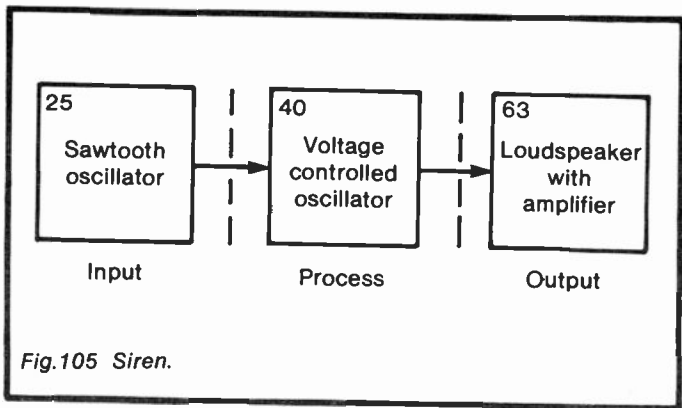 25
Sawtooth
oscillator
40
Voltage
controlled
oscillator
63
Loudspeaker
with
amplifier
Input
Process
Output
Fig.105 Siren.